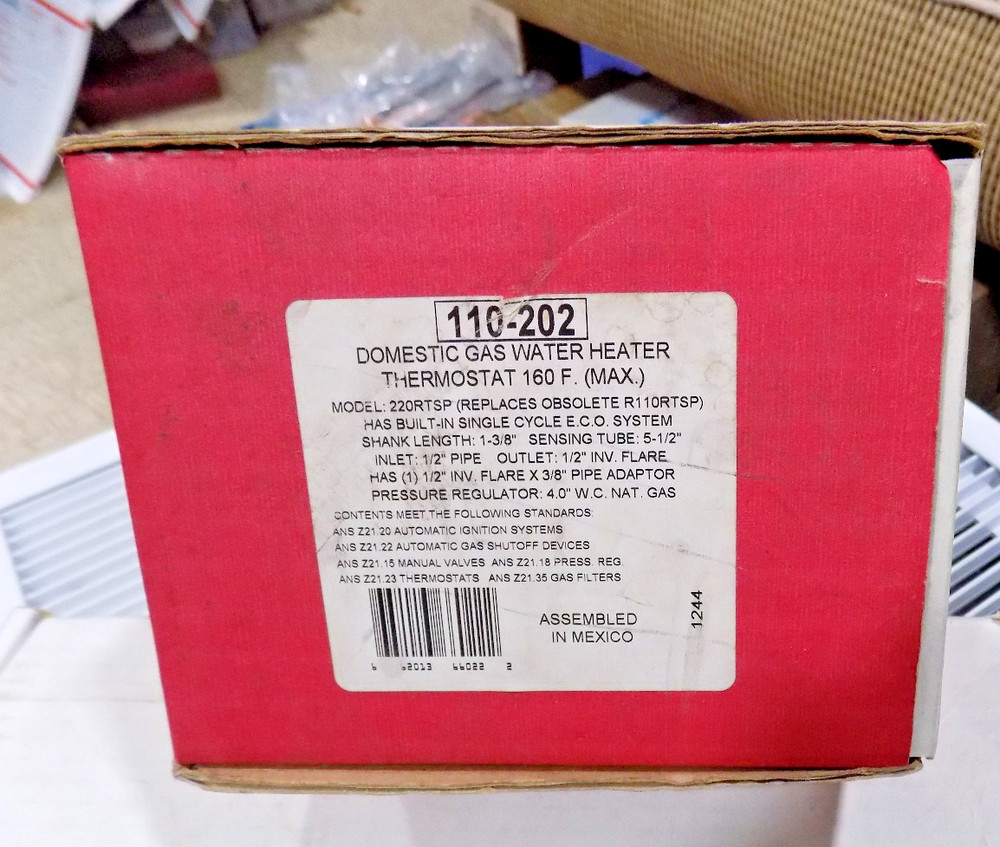 110-202
DOMESTIC GAS WATER HEATER
THERMOSTAT 160 F. (MAX.)
MODEL: 220RTSP (REPLACES OBSOLETE R110RTSP)
HAS BUILT-IN SINGLE CYCLE E.C.O. SYSTEM
SHANK LENGTH: 1-3/8" SENSING TUBE: 5-1/2"
INLET: 1/2" PIPE OUTLET: 1/2" INV. FLARE
HAS (1) 1/2" INV. FLARE X 3/8" PIPE ADAPTOR
PRESSURE REGULATOR: 4.0" W.C. NAT. GAS
CONTENTS MEET THE FOLLOWING STANDARDS:
ANS Z21.20 AUTOMATIC IGNITION SYSTEMS
ANS Z21.22 AUTOMATIC GAS SHUTOFF DEVICES
ANS Z21.15 MANUAL VALVES ANS Z21.18 PRESS. REG.
ANS Z21.23 THERMOSTATS ANS Z21.35 GAS FILTERS
ASSEMBLED
IN MEXICO
1244
6 62013 66022 2